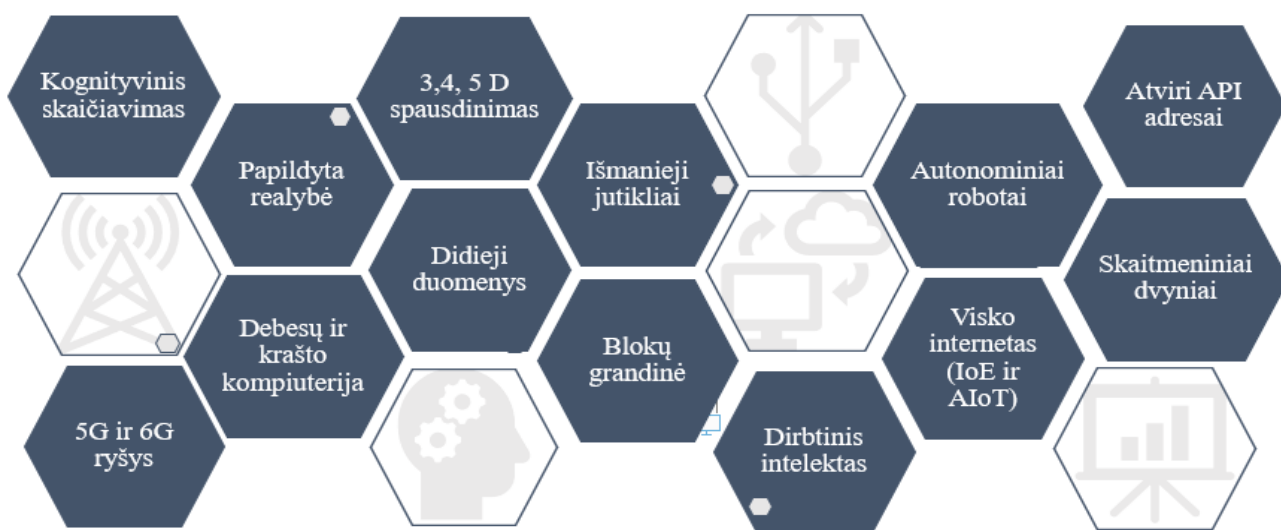 Kognityvinis
skaičiavimas
3,4, 5 D
spausdinimas
Atviri API
adresai
Papildyta
realybė
Išmanieji
jutikliai
Autonominiai
robotai
Didieji
duomenys
Skaitmeniniai
dvyniai
Debesų ir
krašto
kompiuterija
Blokų
grandinė
Visko
internetas
(IoE ir
AIoT)
5G ir 6G
ryšys
Dirbtinis
intelektas